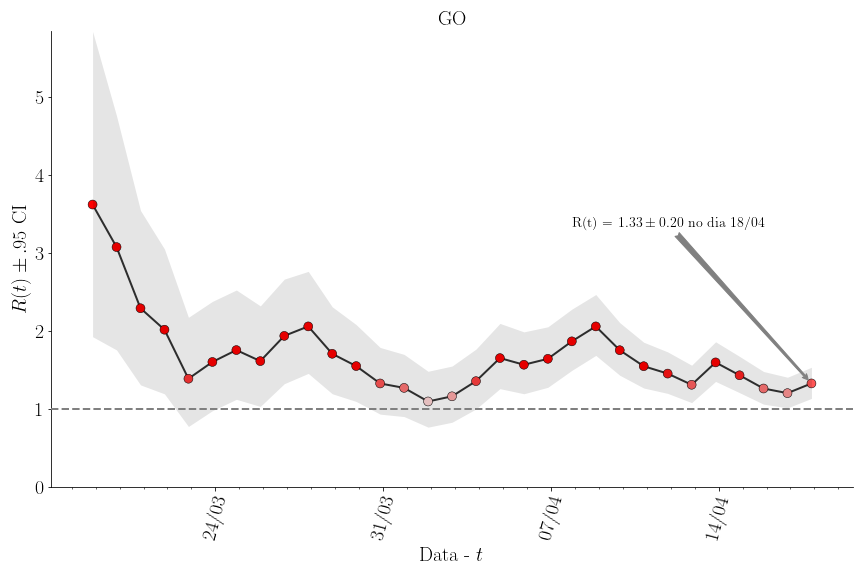 GO
R(t) ± .95 CI
5
4
3
2
1
0
R(t) = 1.33 ± 0.20 no dia 18/04
24/03
31/03
07/04
14/04
Data - t